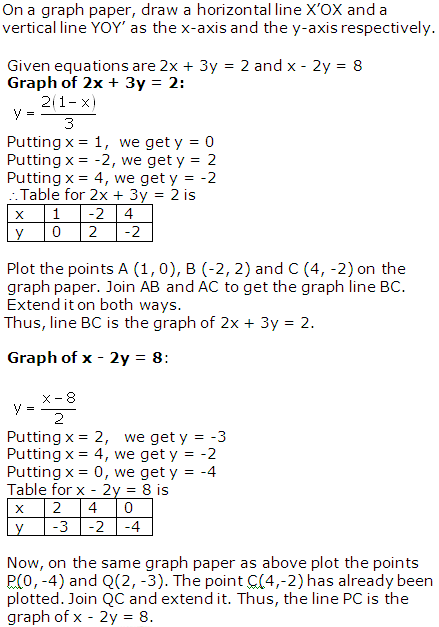 On a graph paper, draw a horizontal line X'OX and a
vertical line YOY' as the x-axis and the y-axis respectively.
Given equations are 2x + 3y = 2 and x - 2y = 8
Graph of 2x + 3y = 2:
y = 2(1-x)/3
Putting x = 1, we get y = 0
Putting x = -2, we get y = 2
Putting x = 4, we get y = -2
∴Table for 2x + 3y = 2 is
x 1 -2 4
y 0 2 -2
Plot the points A (1, 0), B (-2, 2) and C (4, -2) on the
graph paper. Join AB and AC to get the graph line BC.
Extend it on both ways.
Thus, line BC is the graph of 2x + 3y = 2.
Graph of x - 2y = 8:
y = x-8/2
Putting x = 2, we get y = -3
Putting x = 4, we get y = -2
Putting x = 0, we get y = -4
Table for x - 2y = 8 is
x 2 4 0
y -3 -2 -4
Now, on the same graph paper as above plot the points
P(0, -4) and Q(2, -3). The point C(4,-2) has already been
plotted. Join QC and extend it. Thus, the line PC is the
graph of x - 2y = 8.